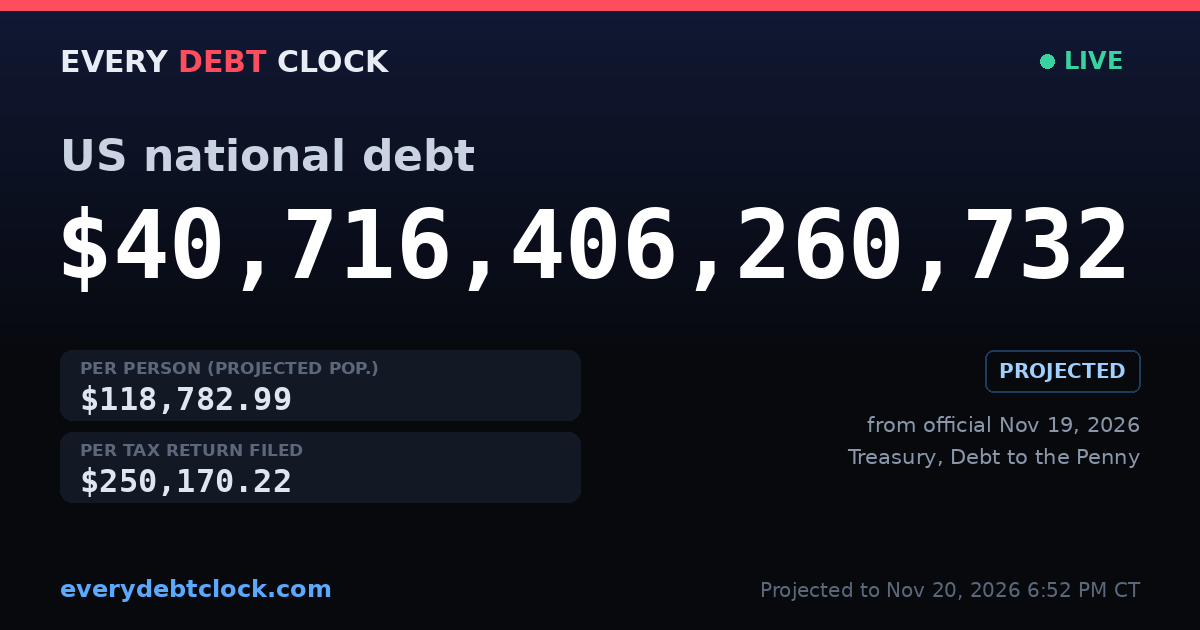 EVERY DEBT CLOCK
LIVE
US national debt
$40,716,406,260,732
PER PERSON (PROJECTED POP.)
$118,782.99
PER TAX RETURN FILED
$250,170.22
PROJECTED
from official Nov 19, 2026
Treasury, Debt to the Penny
everydebtclock.com
Projected to Nov 20, 2026 6:52 PM CT